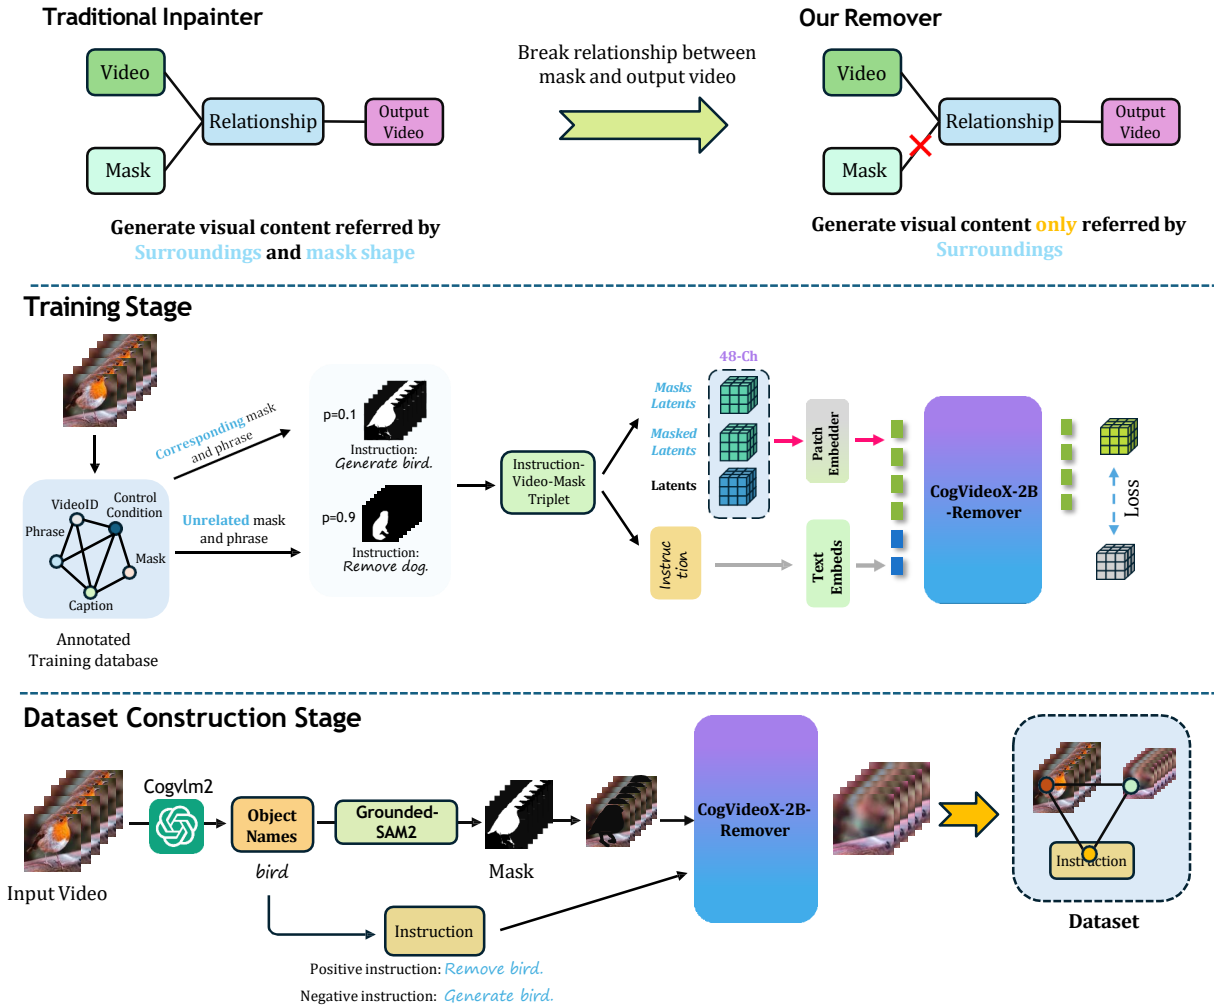 Traditional Inpainter
Our Remover
Video
Mask
Relationship
Output
Video
Break relationship between
mask and output video
Video
Mask
Relationship
Output
Video
Generate visual content referred by
Surroundings and mask shape
Generate visual content only referred by
Surroundings
Training Stage
Corresponding mask
and phrase
VideoID
Control
Condition
Phrase
Mask
Caption
Annotated
Training database
Unrelated mask
and phrase
p=0.1
Instruction:
Generate bird.
p=0.9
Instruction:
Remove dog.
Instruction-
Video-Mask
Triplet
48-Ch
Masks
Latents
Masked
Latents
Latents
Instruc
tion
Patch
Embedder
Text
Embeds
CogVideoX-2B
-Remover
Loss
Dataset Construction Stage
Input Video
Cogvlm2
Object
Names
bird
Grounded-
SAM2
Mask
Instruction
Positive instruction: Remove bird.
Negative instruction: Generate bird.
CogVideoX-2B-
Remover
Instruction
Dataset